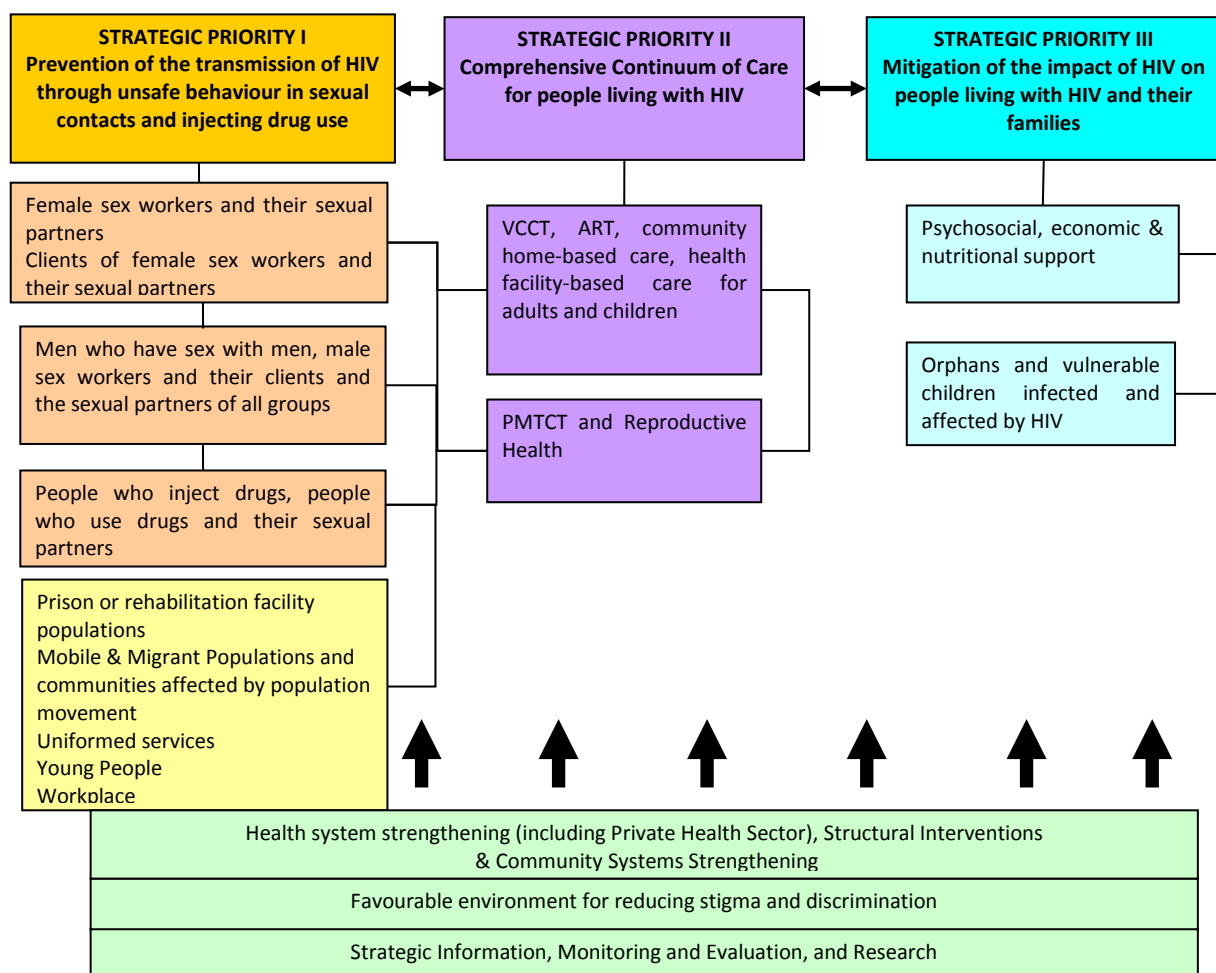 STRATEGIC PRIORITY I
Prevention of the transmission of HIV
through unsafe behaviour in sexual
contacts and injecting drug use
STRATEGIC PRIORITY II
Comprehensive Continuum of Care
for people living with HIV
STRATEGIC PRIORITY III
Mitigation of the impact of HIV on
people living with HIV and their
families
Female sex workers and their sexual
partners
Clients of female sex workers and
their sexual partners
Men who have sex with men, male
sex workers and their clients and
the sexual partners of all groups
People who inject drugs, people
who use drugs and their sexual
partners
Prison or rehabilitation facility
populations
Mobile & Migrant Populations and
communities affected by population
movement
Uniformed services
Young People
Workplace
VCCT, ART, community
home-based care, health
facility-based care for
adults and children
PMTCT and Reproductive
Health
Psychosocial, economic &
nutritional support
Orphans and vulnerable
children infected and
affected by HIV
Health system strengthening (including Private Health Sector), Structural Interventions
& Community Systems Strengthening
Favourable environment for reducing stigma and discrimination
Strategic Information, Monitoring and Evaluation, and Research